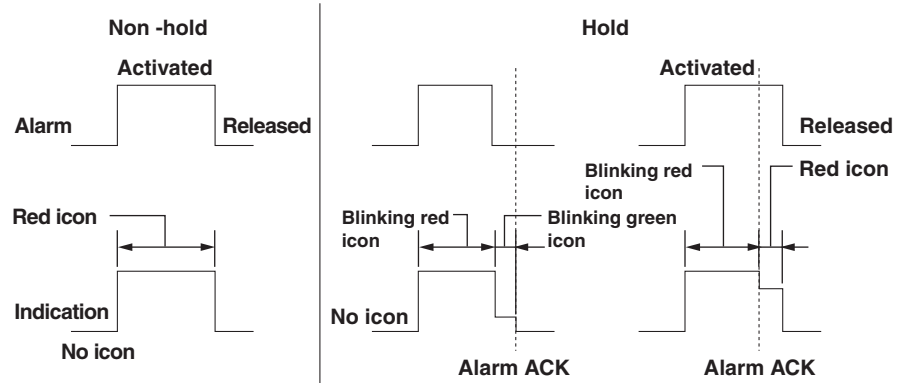 Non -hold
Hold
Activated
Activated
Alarm
Released
Released
Blinking red
icon
Red icon
Red icon
Blinking red
icon
Blinking green
icon
Indication
No icon
No icon
Alarm ACK
Alarm ACK